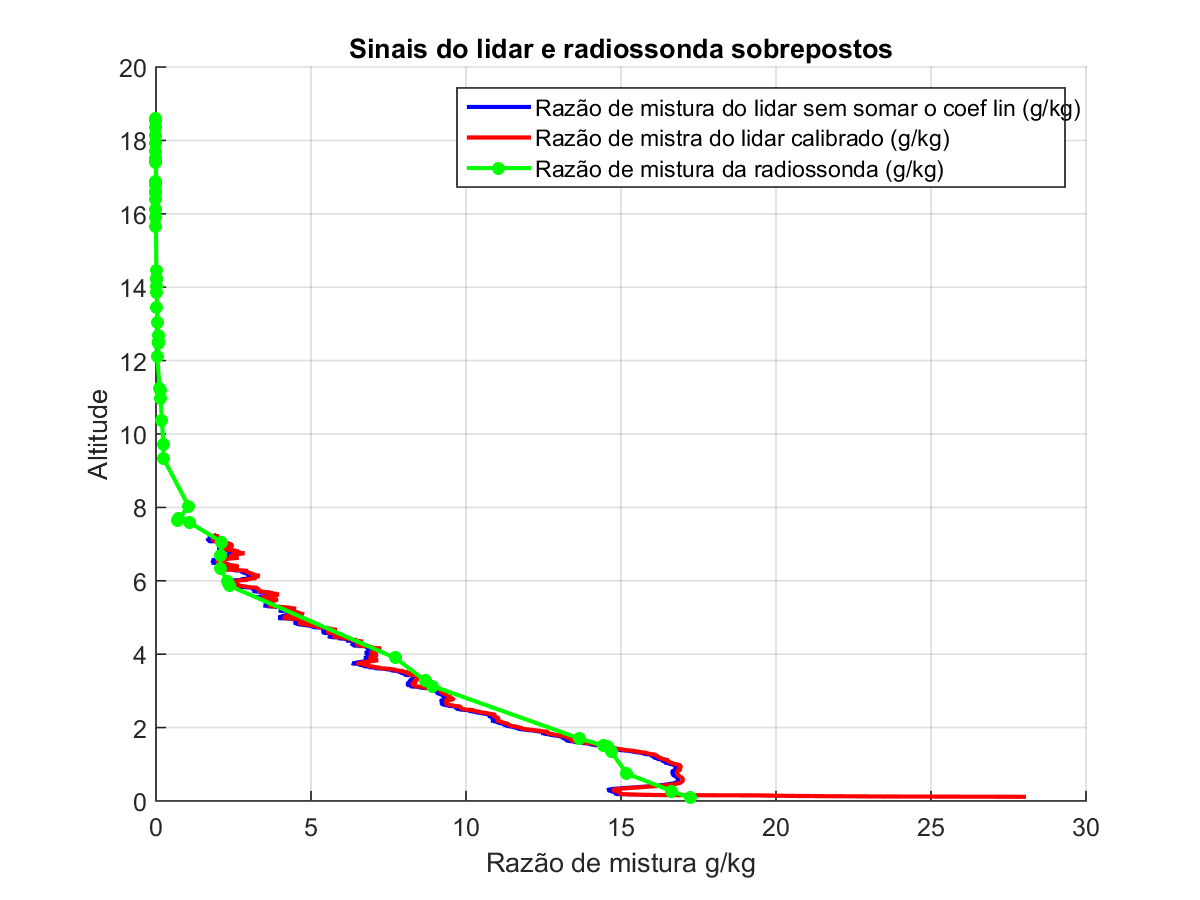 Sinais do lidar e radiossonda sobrepostos
Razão de mistura do lidar sem somar o coef lin (g/kg)
Razão de mistra do lidar calibrado (g/kg)
Razão de mistura da radiossonda (g/kg)
20
18
16
14
12
10
8
6
4
2
0
Altitude
0 5 10 15 20 25 30
Razão de mistura g/kg